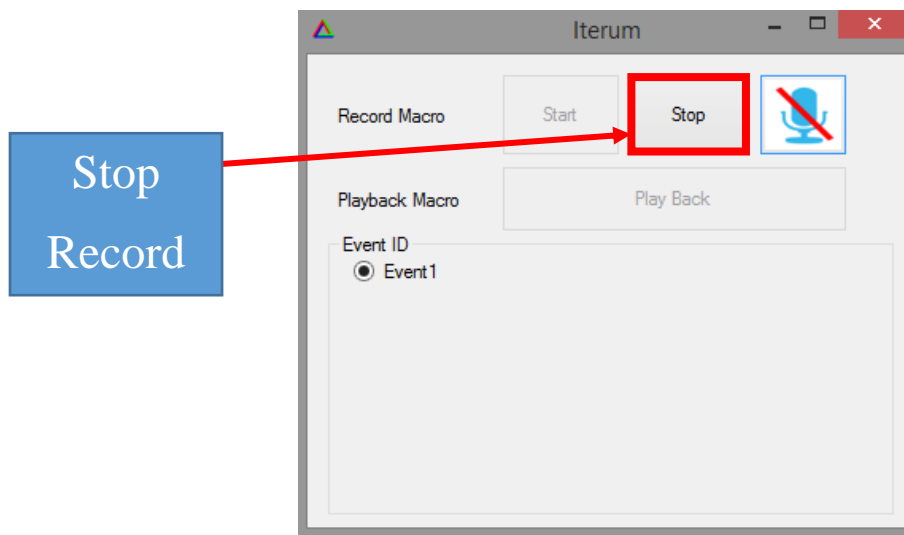 Iterum
Record Macro
Start
Stop
Stop
Record
Playback Macro
Play Back
Event ID
Event1